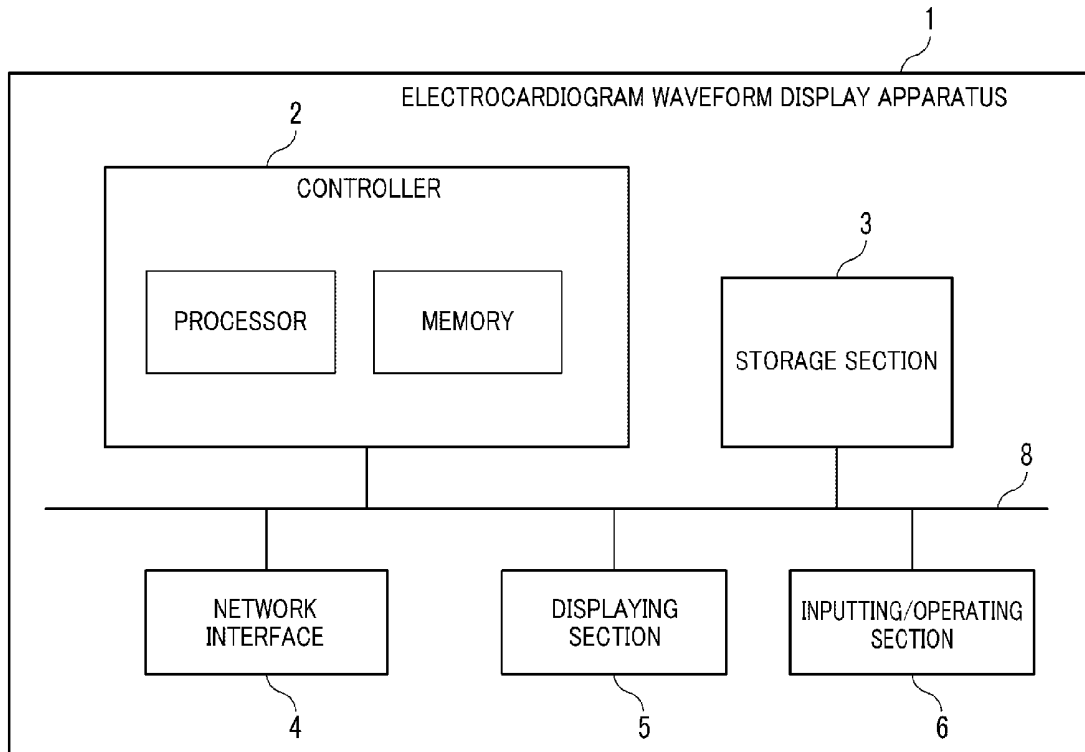 1
ELECTROCARDIOGRAM WAVEFORM DISPLAY APPARATUS
2
CONTROLLER
3
PROCESSOR
MEMORY
STORAGE SECTION
8
NETWORK
INTERFACE
DISPLAYING
SECTION
INPUTTING/OPERATING
SECTION
4
5
6